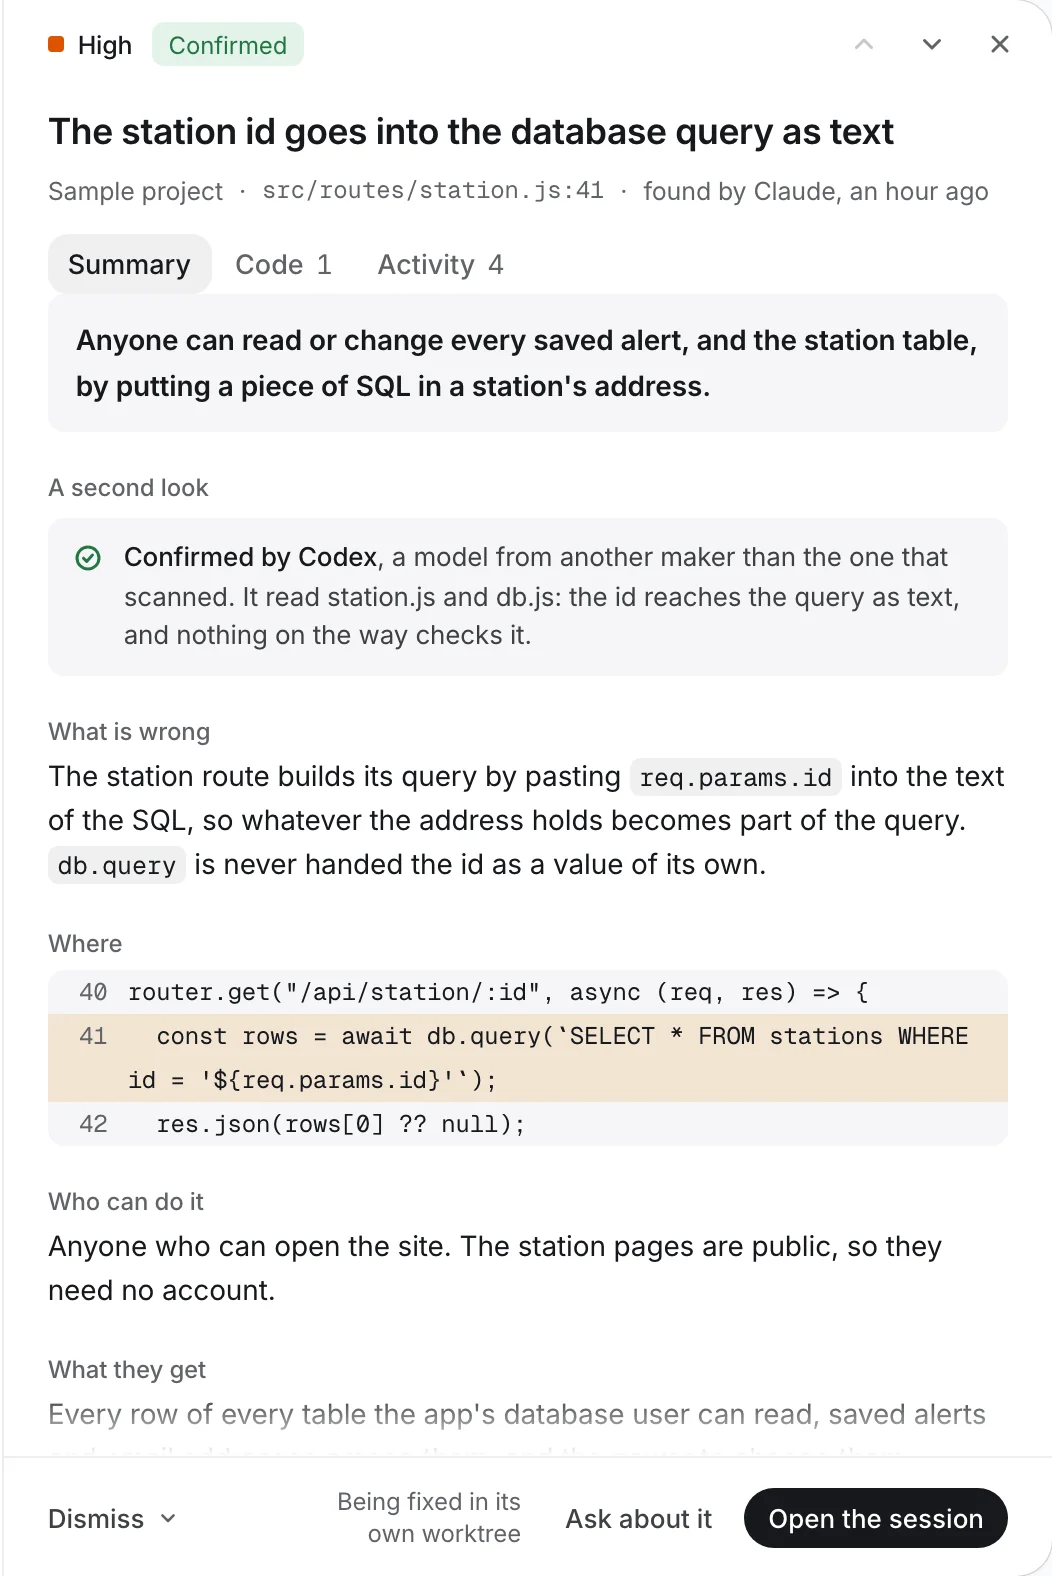 High Confirmed
The station id goes into the database query as text
Sample project · src/routes/station.js:41 · found by Claude, an hour ago
Summary Code 1 Activity 4
Anyone can read or change every saved alert, and the station table,
by putting a piece of SQL in a station's address.
A second look
Confirmed by Codex, a model from another maker than the one that
scanned. It read station.js and db.js: the id reaches the query as text,
and nothing on the way checks it.
What is wrong
The station route builds its query by pasting req.params.id into the text
of the SQL, so whatever the address holds becomes part of the query.
db.query is never handed the id as a value of its own.
Where
40 router.get("/api/station/:id", async (req, res) => {
41 const rows = await db.query(`SELECT * FROM stations WHERE
id = '${req.params.id}'`);
42 res.json(rows[0] ?? null);
Who can do it
Anyone who can open the site. The station pages are public, so they
need no account.
What they get
Every row of every table the app's database user can read, saved alerts
Dismiss
Being fixed in its
own worktree
Ask about it
Open the session